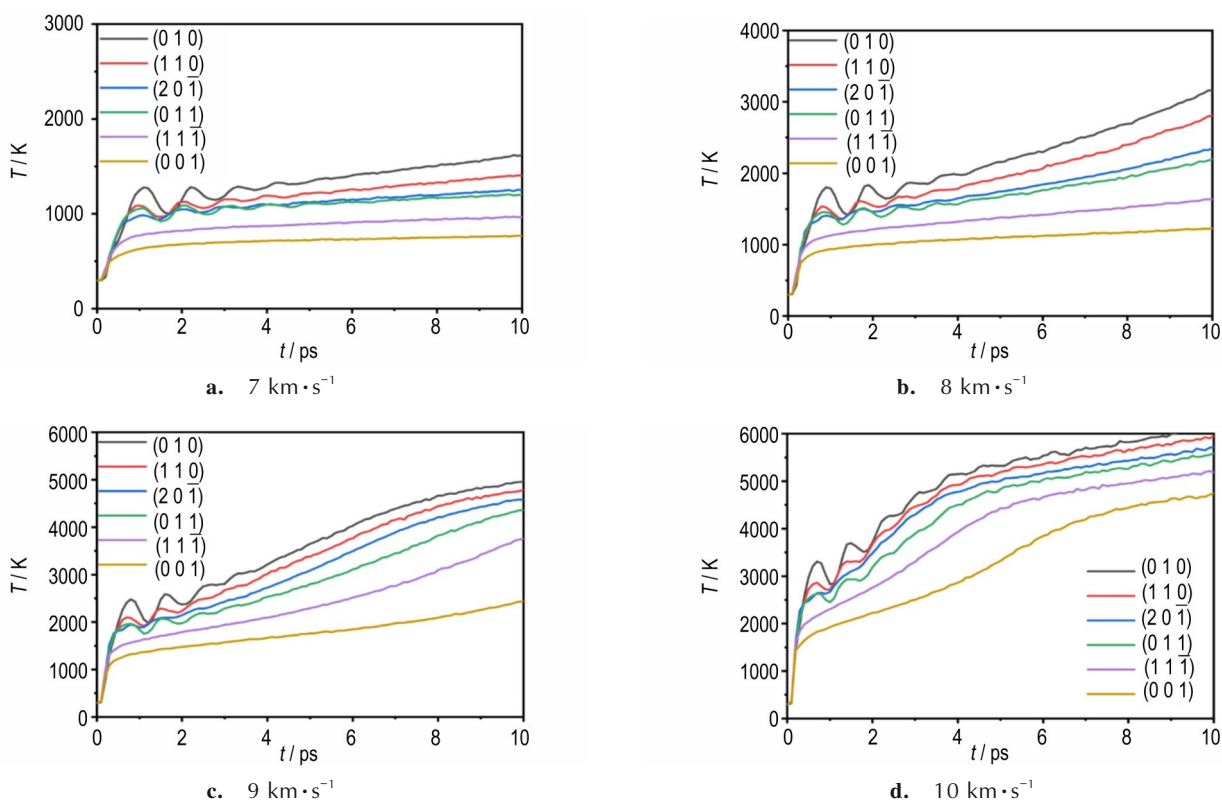 3000
2000
1000
0
T / K
(0 1 0)
(1 1 0)
(2 0 1̅)
(0 1 1)
(1 1 1̅)
(0 0 1)
0 2 4 6 8 10
t / ps
a. 7 km·s⁻¹
4000
3000
2000
1000
0
T / K
(0 1 0)
(1 1 0)
(2 0 1̅)
(0 1 1)
(1 1 1̅)
(0 0 1)
0 2 4 6 8 10
t / ps
b. 8 km·s⁻¹
6000
5000
4000
3000
2000
1000
0
T / K
(0 1 0)
(1 1 0)
(2 0 1̅)
(0 1 1)
(1 1 1̅)
(0 0 1)
0 2 4 6 8 10
t / ps
c. 9 km·s⁻¹
6000
5000
4000
3000
2000
1000
0
T / K
(0 1 0)
(1 1 0)
(2 0 1̅)
(0 1 1)
(1 1 1̅)
(0 0 1)
0 2 4 6 8 10
t / ps
d. 10 km·s⁻¹